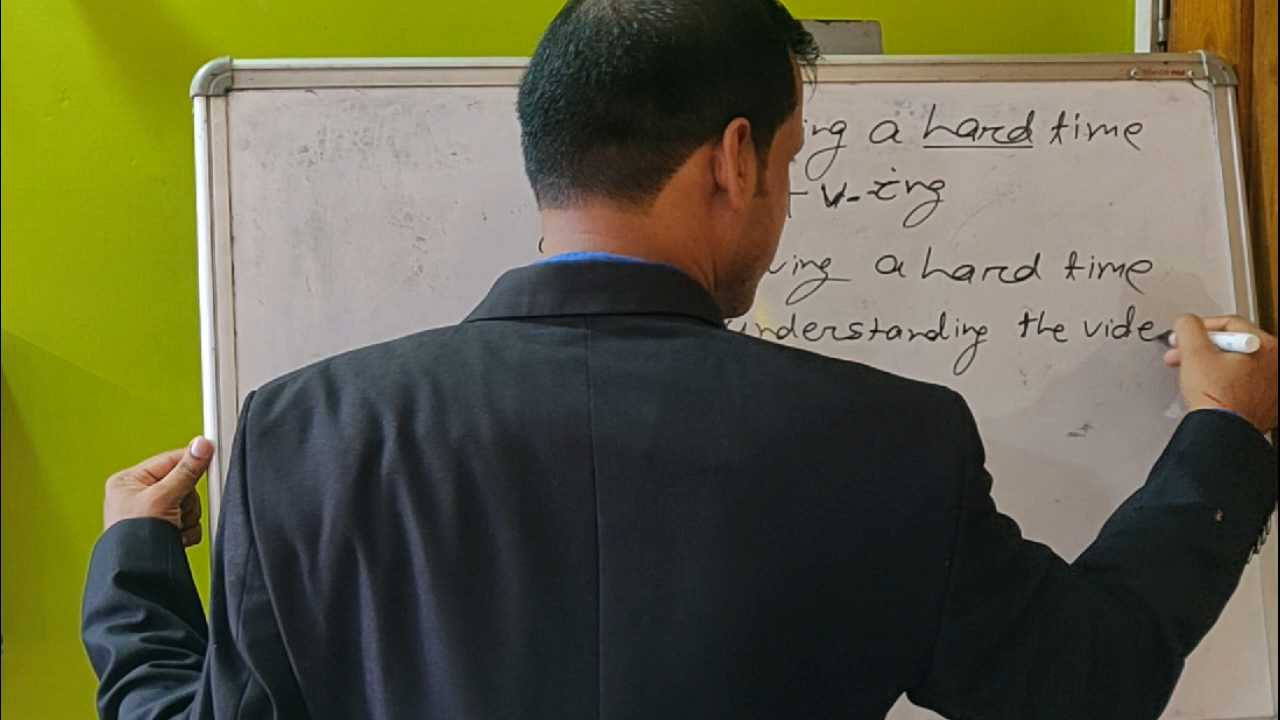 ing a hard time
+ V-ing
ving a hard time
understanding the vide